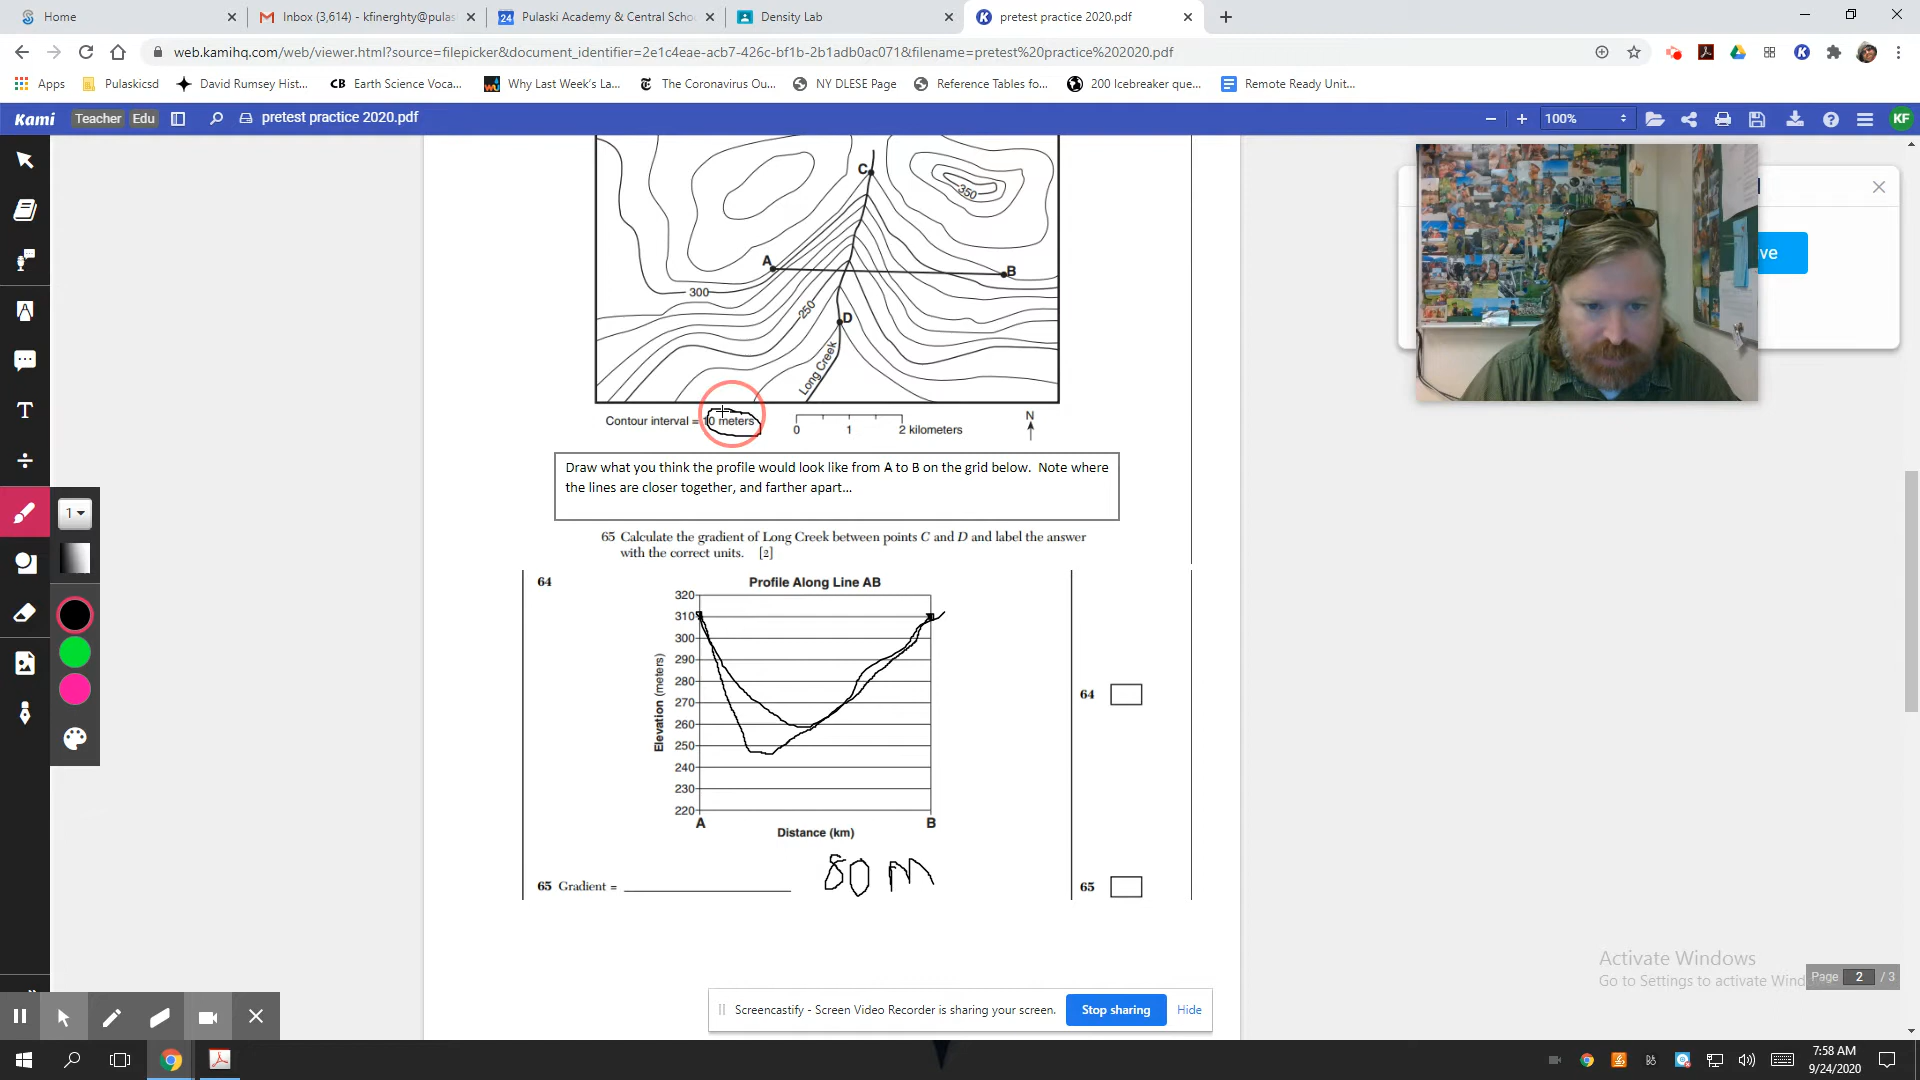 Home
Inbox (3,614) - kfinerghty@pulas
Pulaski Academy & Central Scho
Density Lab
pretest practice 2020.pdf
web.kamihq.com/web/viewer.html?source=filepicker&document_identifier=2e1c4eae-acb7-426c-bf1b-2b1adb0ac071&filename=pretest%20practice%202020.pdf
Apps
Pulaskicsd
David Rumsey Hist...
Earth Science Voca...
Why Last Week's La...
The Coronavirus Ou...
NY DLESE Page
Reference Tables fo...
200 Icebreaker que...
Remote Ready Unit...
Kami
Teacher
Edu
pretest practice 2020.pdf
100%
KF
C
350
A
B
300
250
D
Long Creek
Contour interval = 10 meters
0 1 2 kilometers
N
ve
Draw what you think the profile would look like from A to B on the grid below. Note where
the lines are closer together, and farther apart...
65 Calculate the gradient of Long Creek between points C and D and label the answer
with the correct units. [2]
64
Profile Along Line AB
320
310
300
290
280
270
260
250
240
230
220
Elevation (meters)
A
B
Distance (km)
64
80 m
65 Gradient =
65
1
Activate Windows
Go to Settings to activate Wind
Page 2 / 3
Screencastify - Screen Video Recorder is sharing your screen.
Stop sharing
Hide
7:58 AM
9/24/2020